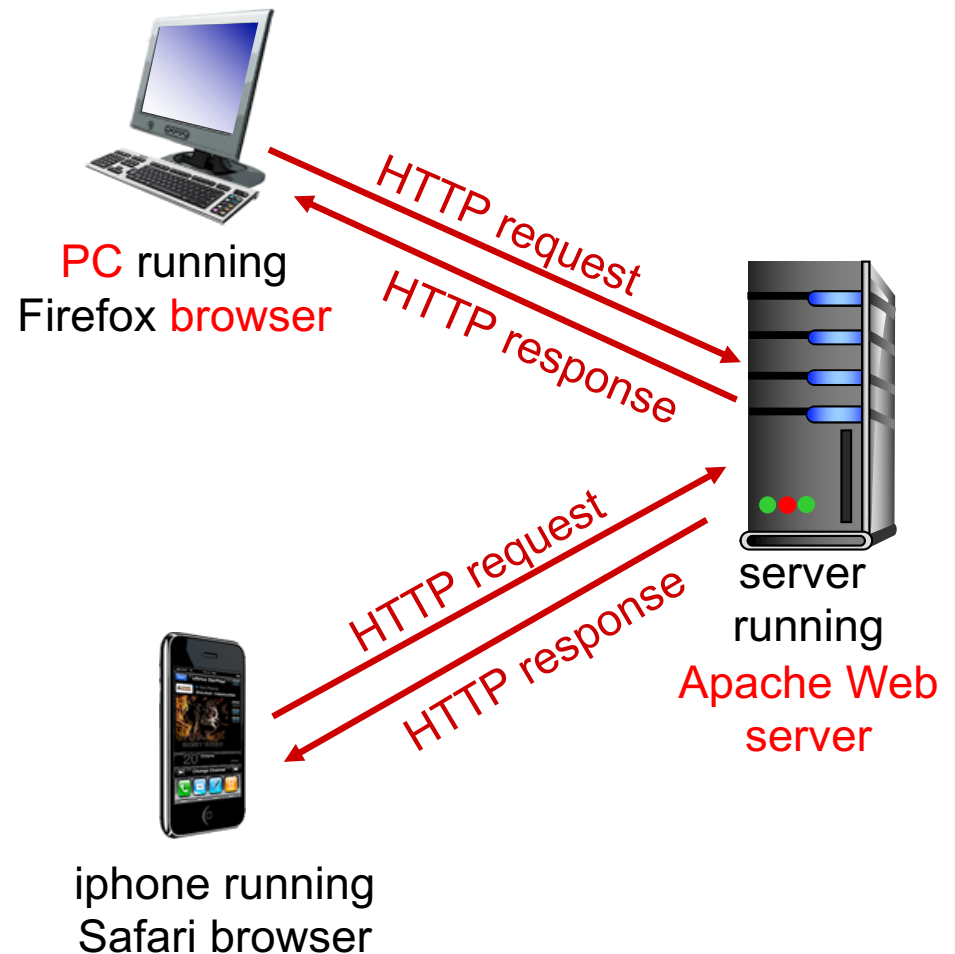 HTTP request
HTTP response
PC running
Firefox browser
HTTP request
HTTP response
server
running
Apache Web
server
iphone running
Safari browser